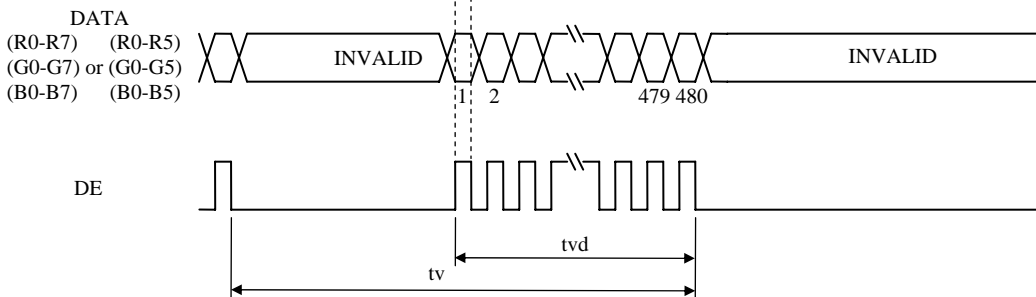 DATA
(R0-R7) (R0-R5)
(G0-G7) or (G0-G5)
(B0-B7) (B0-B5)
INVALID INVALID
1 2 479 480
DE
tvd
tv